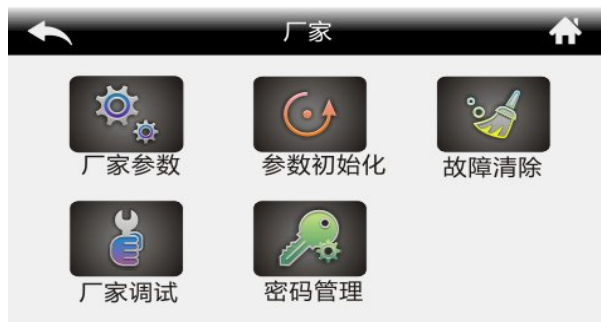 厂家
厂家参数
参数初始化
故障清除
厂家调试
密码管理